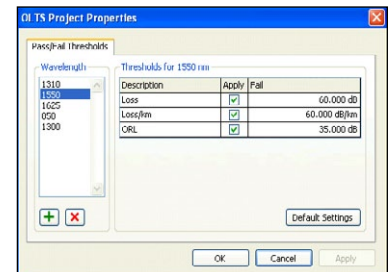 OLTS Project Properties
Pass/Fail Thresholds
Wavelength
1310
1550
1625
850
1300
Thresholds for 1550 nm
Description Apply Fail
Loss 60.000 dB
Loss/km 60.000 dB/km
ORL 35.000 dB
Default Settings
OK Cancel Apply